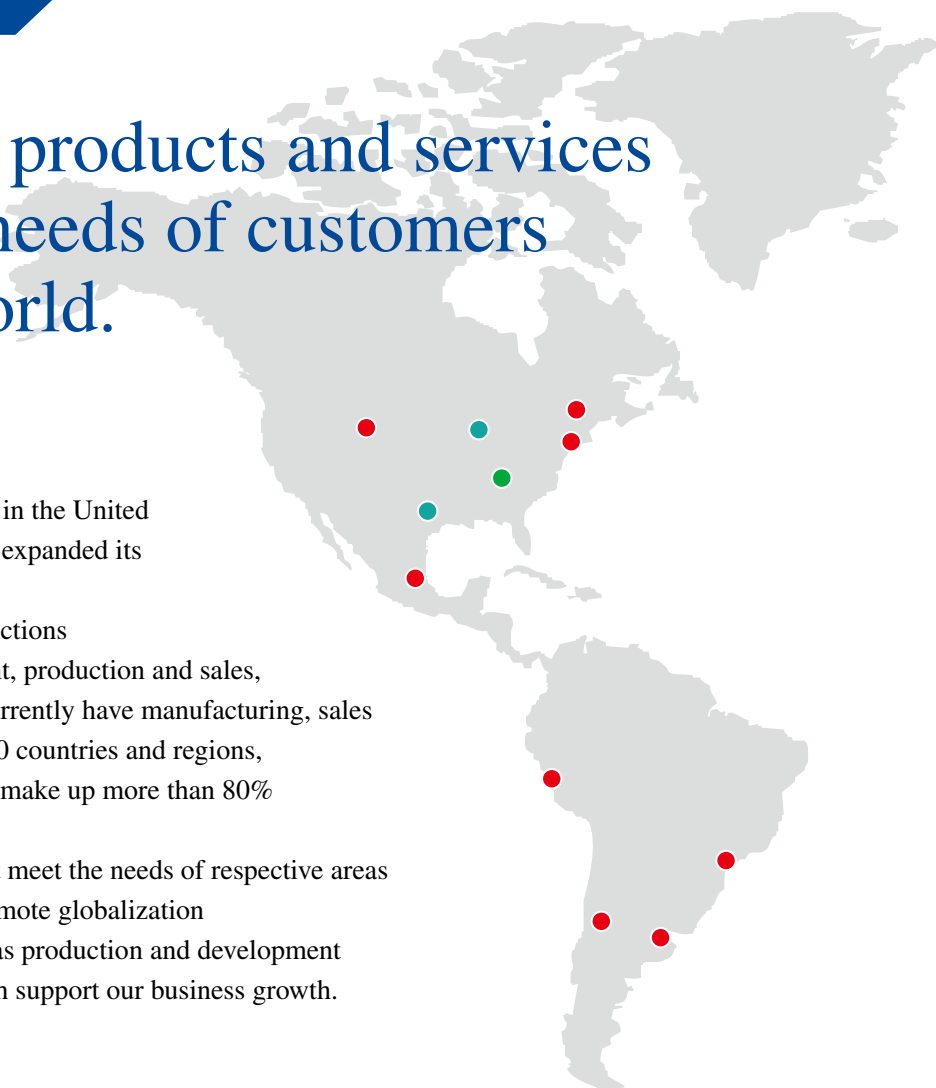 products and services
needs of customers
orld.
in the United
expanded its
ctions
t, production and sales,
rrently have manufacturing, sales
0 countries and regions,
make up more than 80%
meet the needs of respective areas
mote globalization
as production and development
n support our business growth.